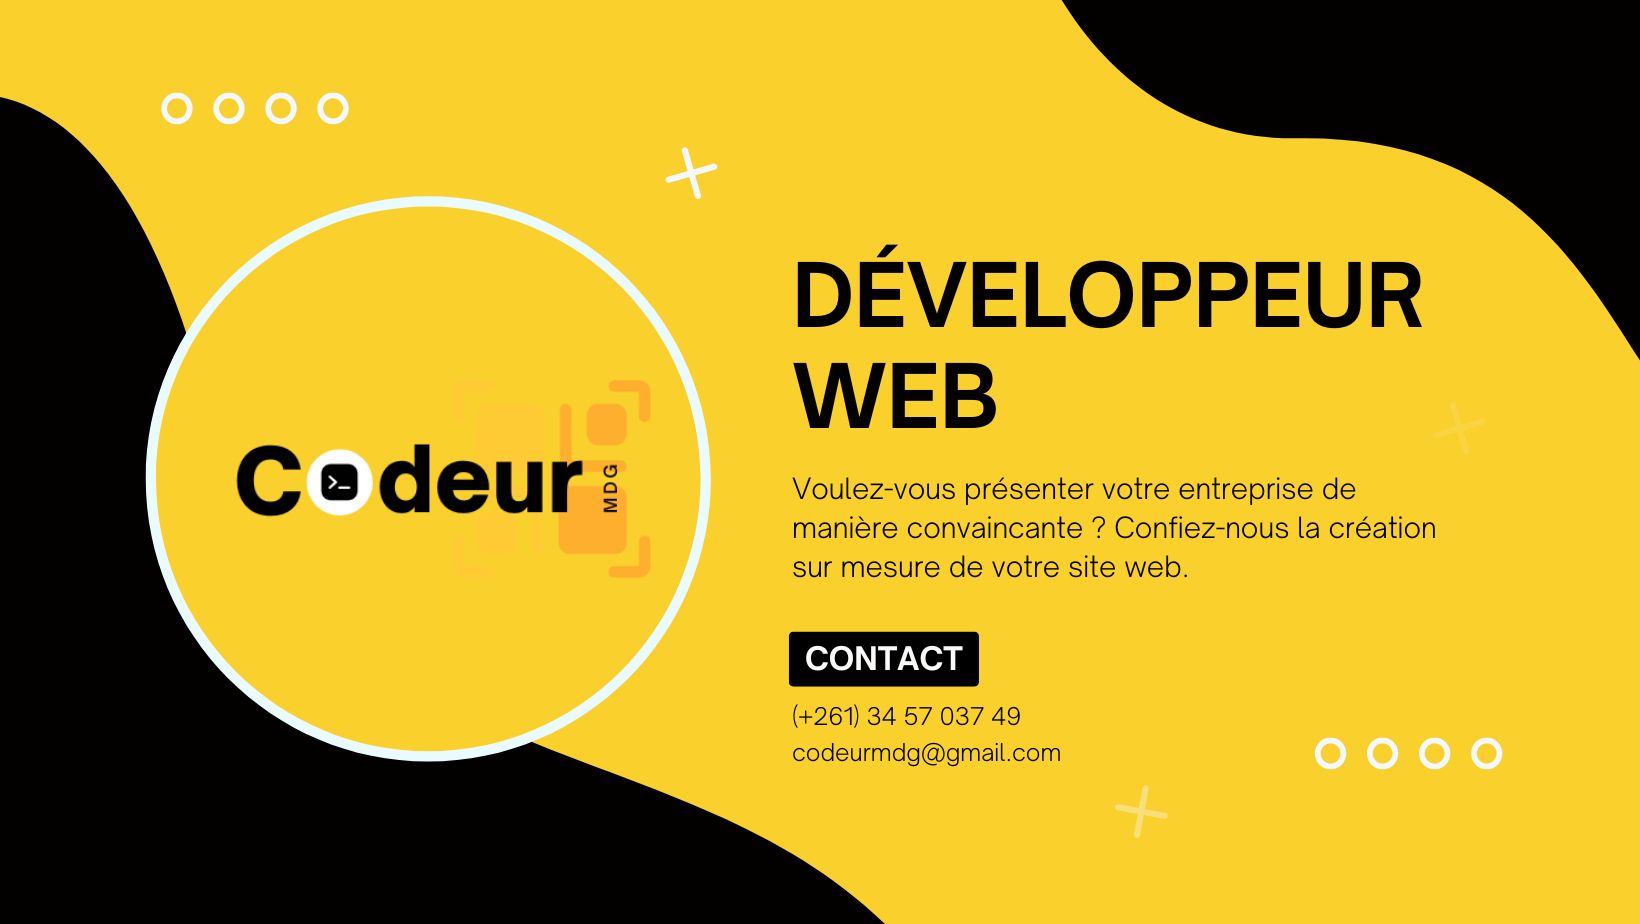 Codeur
MDG
DÉVELOPPEUR
WEB
Voulez-vous présenter votre entreprise de
manière convaincante ? Confiez-nous la création
sur mesure de votre site web.
CONTACT
(+261) 34 57 037 49
codeurmdg@gmail.com